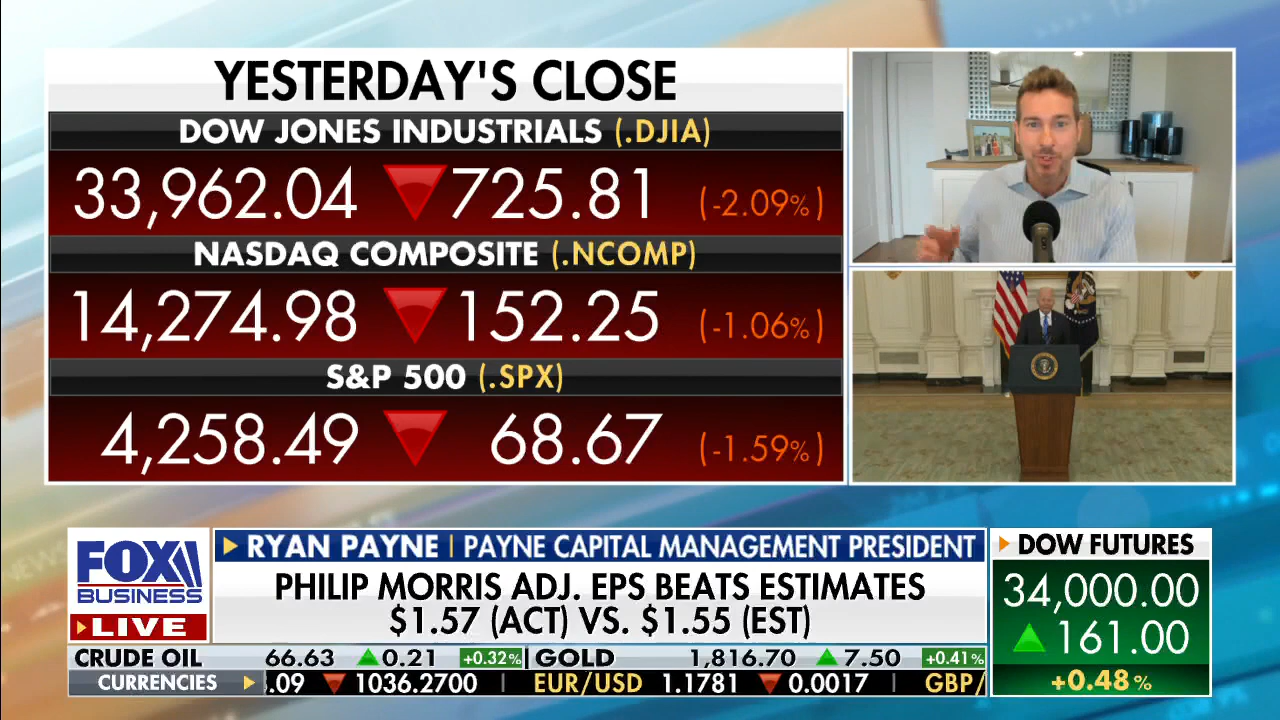 YESTERDAY'S CLOSE
DOW JONES INDUSTRIALS (.DJIA)
33,962.04 ▼ 725.81 (-2.09%)
NASDAQ COMPOSITE (.NCOMP)
14,274.98 ▼ 152.25 (-1.06%)
S&P 500 (.SPX)
4,258.49 ▼ 68.67 (-1.59%)
FOX
BUSINESS
LIVE
RYAN PAYNE | PAYNE CAPITAL MANAGEMENT PRESIDENT
PHILIP MORRIS ADJ. EPS BEATS ESTIMATES
$1.57 (ACT) VS. $1.55 (EST)
DOW FUTURES
34,000.00
▲ 161.00
+0.48%
CRUDE OIL 66.63 ▲ 0.21 +0.32% GOLD 1,816.70 ▲ 7.50 +0.41%
CURRENCIES .09 ▼ 1036.2700 | EUR/USD 1.1781 ▼ 0.0017 | GBP/